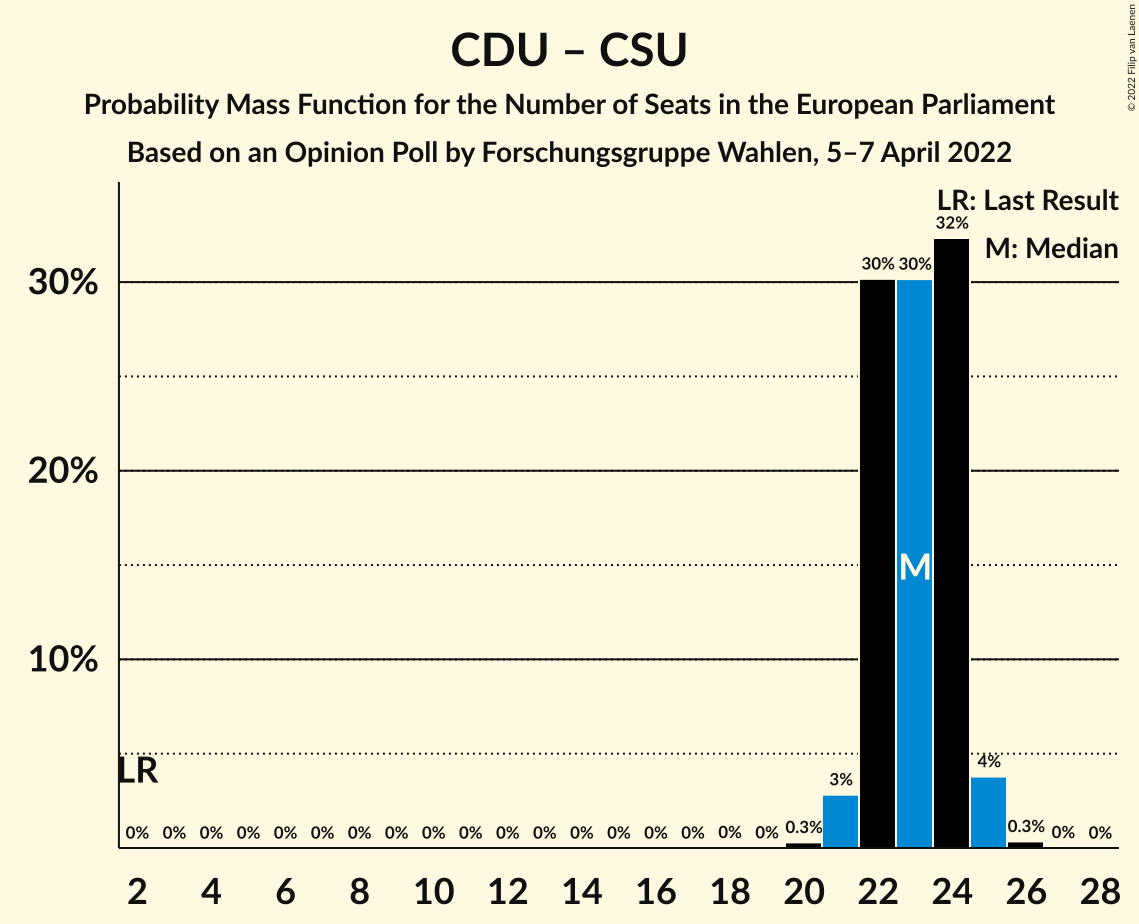 CDU – CSU
Probability Mass Function for the Number of Seats in the European Parliament
Based on an Opinion Poll by Forschungsgruppe Wahlen, 5–7 April 2022
© 2022 Filip van Laenen
LR: Last Result
M: Median
30%
20%
10%
LR
M
0% 0% 0% 0% 0% 0% 0% 0% 0% 0% 0% 0% 0% 0% 0% 0% 0% 0% 0.3% 3% 30% 30% 32% 4% 0.3% 0% 0%
2 4 6 8 10 12 14 16 18 20 22 24 26 28